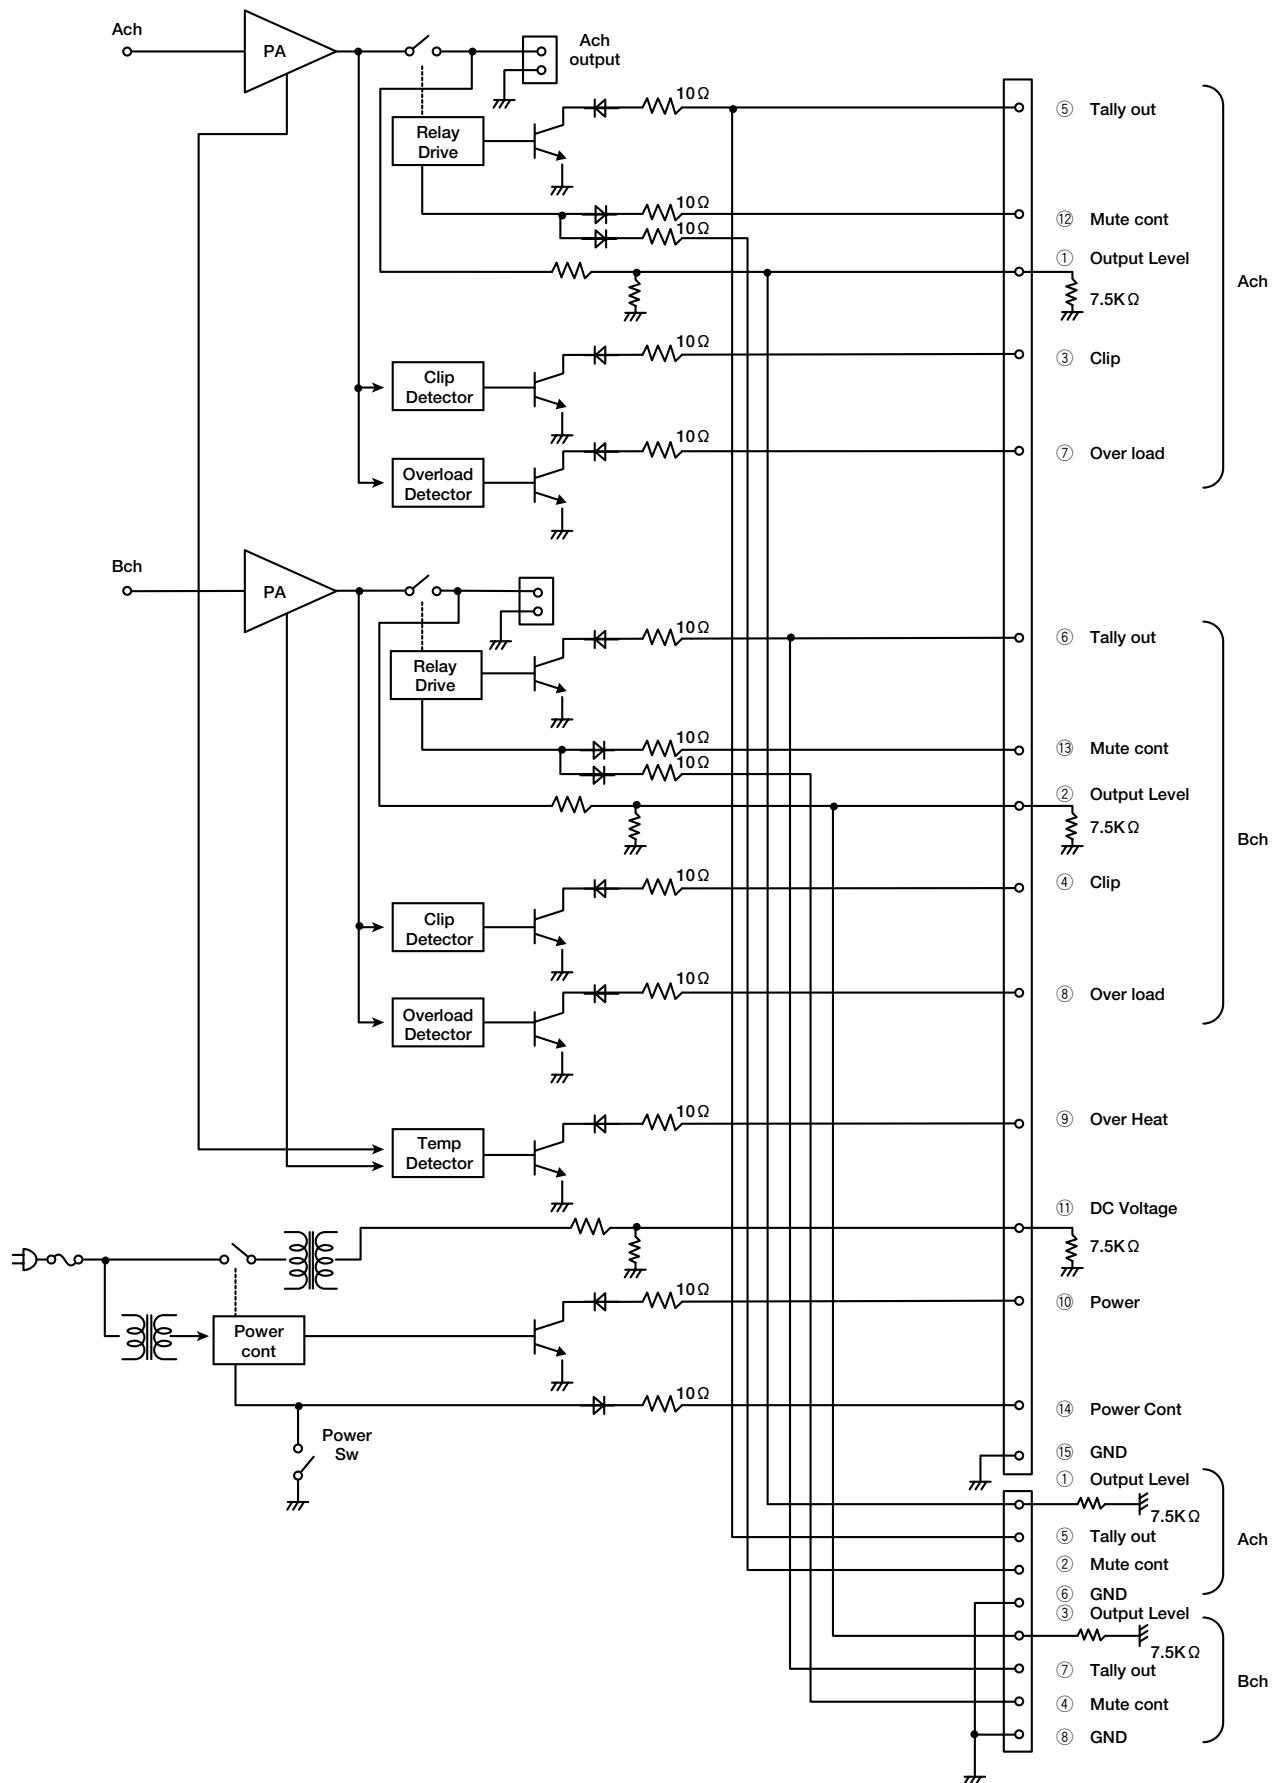 Ach
PA
Ach
output
Relay
Drive
10Ω
⑤ Tally out
10Ω
⑫ Mute cont
10Ω
① Output Level
7.5KΩ
Ach
Clip
Detector
10Ω
③ Clip
Overload
Detector
10Ω
⑦ Over load
Bch
PA
Relay
Drive
10Ω
⑥ Tally out
10Ω
⑬ Mute cont
10Ω
② Output Level
7.5KΩ
Bch
Clip
Detector
10Ω
④ Clip
Overload
Detector
10Ω
⑧ Over load
Temp
Detector
10Ω
⑨ Over Heat
⑪ DC Voltage
7.5KΩ
Power
cont
10Ω
⑩ Power
10Ω
⑭ Power Cont
Power
Sw
⑮ GND
① Output Level
7.5KΩ
⑤ Tally out
Ach
② Mute cont
⑥ GND
③ Output Level
7.5KΩ
⑦ Tally out
Bch
④ Mute cont
⑧ GND